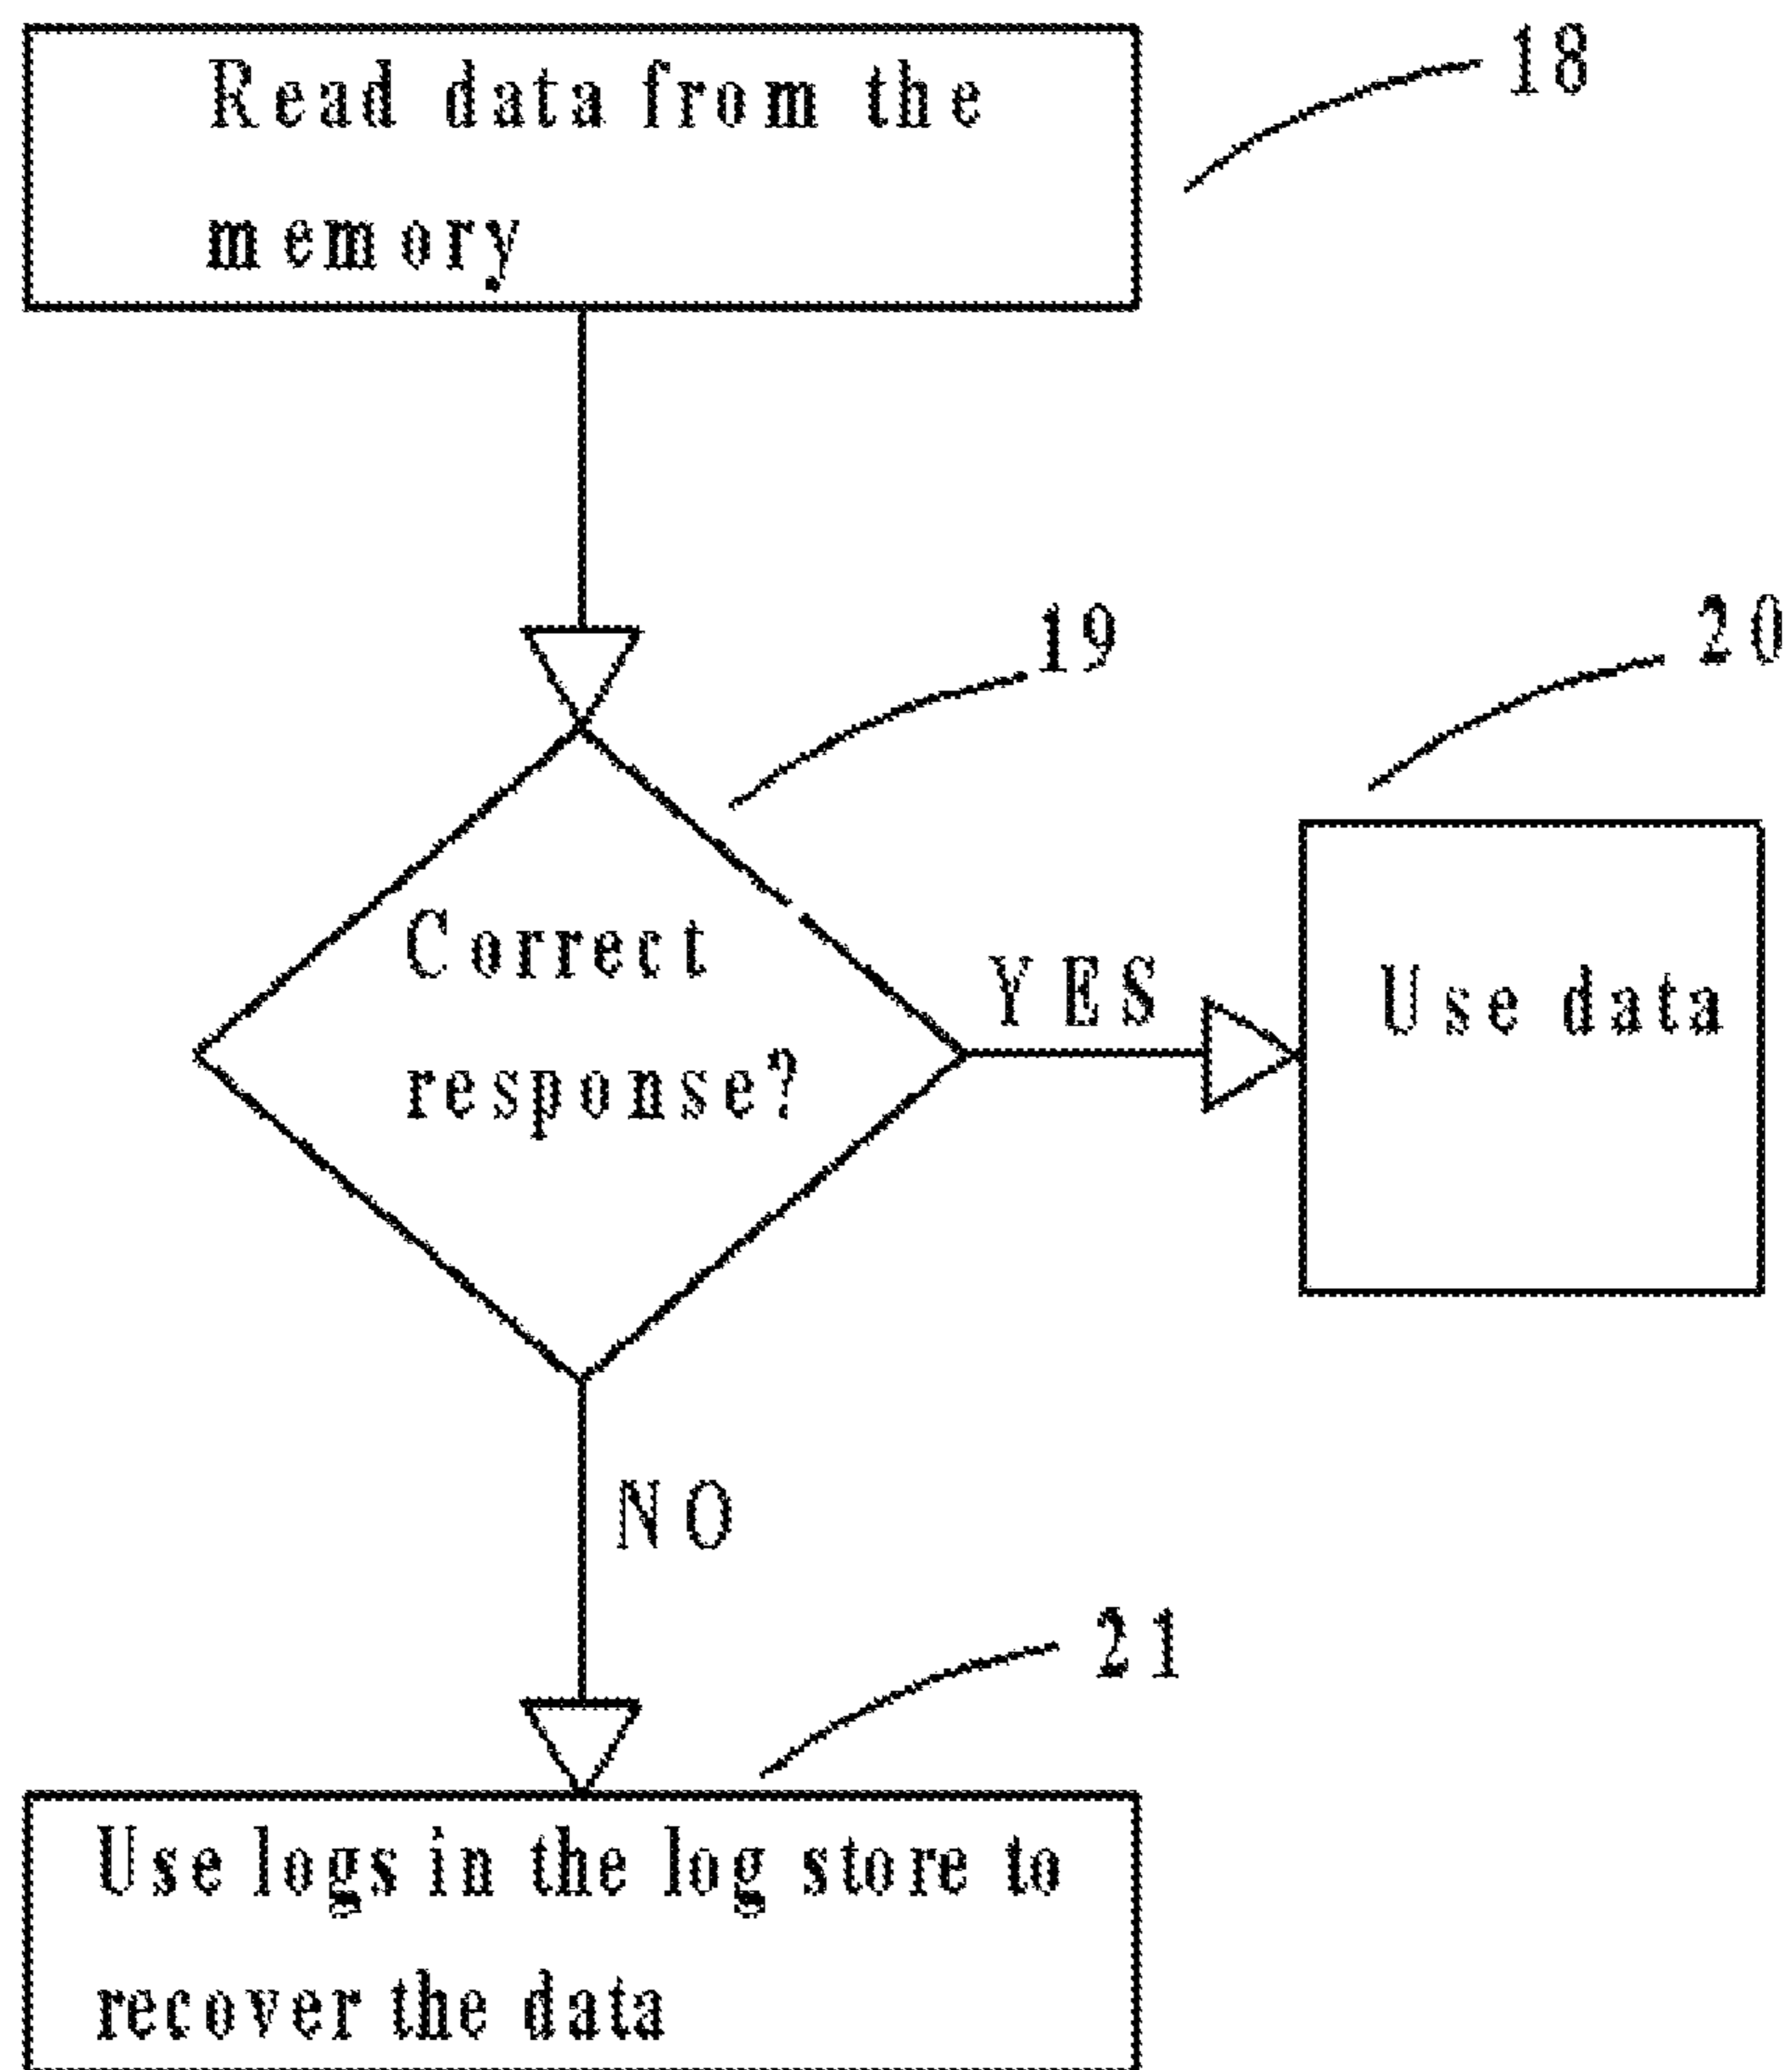 Read data from the
memory
18
19
20
Correct
response?
YES
Use data
NO
21
Use logs in the log store to
recover the data